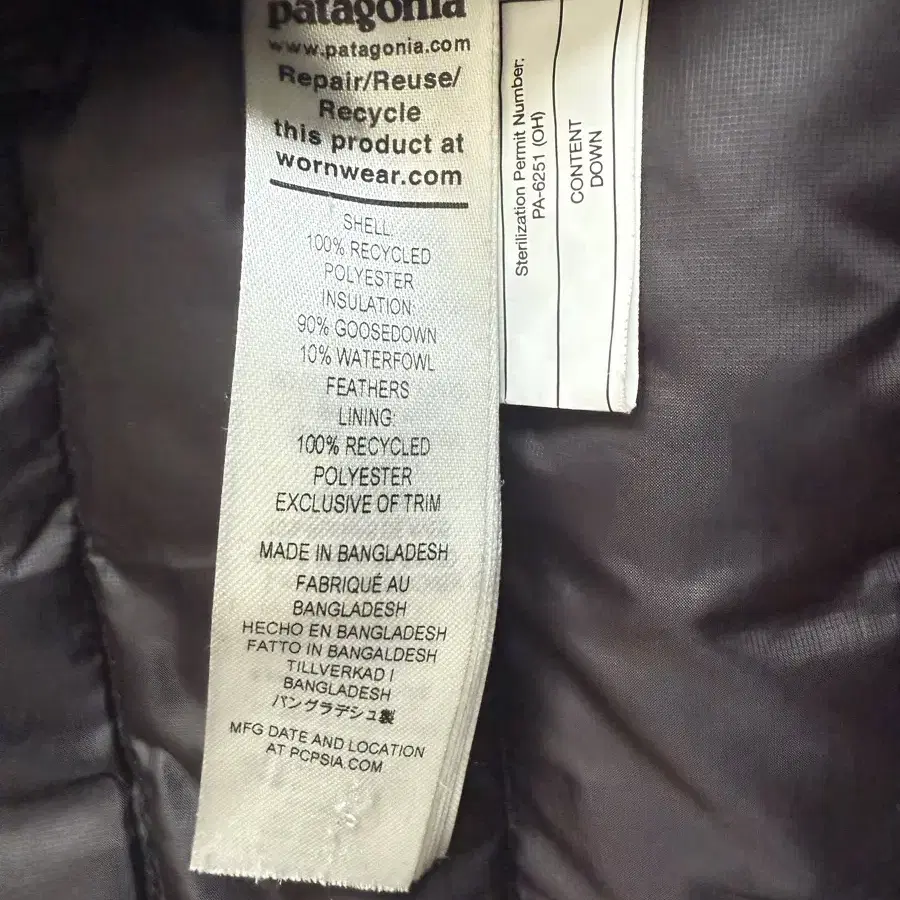 patagonia
www.patagonia.com
Repair/Reuse/
Recycle
this product at
wornwear.com
SHELL:
100% RECYCLED
POLYESTER
INSULATION:
90% GOOSEDOWN
10% WATERFOWL
FEATHERS
LINING:
100% RECYCLED
POLYESTER
EXCLUSIVE OF TRIM
MADE IN BANGLADESH
FABRIQUÉ AU
BANGLADESH
HECHO EN BANGLADESH
FATTO IN BANGALDESH
TILLVERKAD I
BANGLADESH
バングラデシュ製
MFG DATE AND LOCATION
AT PCPSIA.COM
Sterilization Permit Number:
PA-6251 (OH)
CONTENT
DOWN